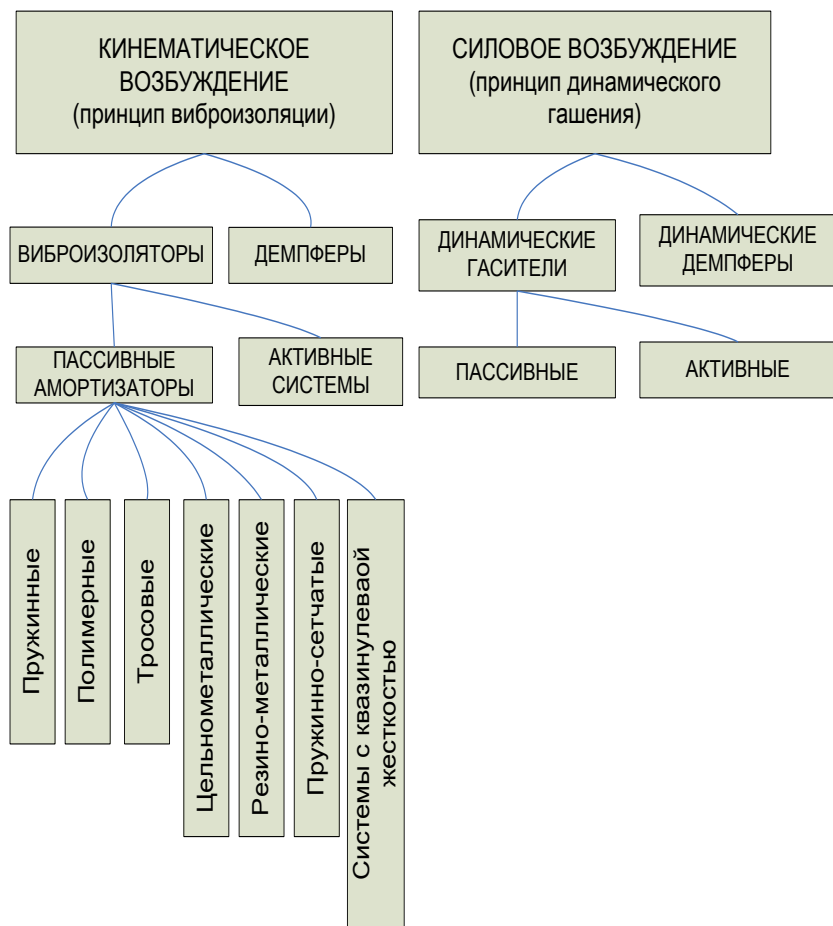 КИНЕМАТИЧЕСКОЕ
ВОЗБУЖДЕНИЕ
(принцип виброизоляции)
СИЛОВОЕ ВОЗБУЖДЕНИЕ
(принцип динамического
гашения)
ВИБРОИЗОЛЯТОРЫ
ДЕМПФЕРЫ
ДИНАМИЧЕСКИЕ
ГАСИТЕЛИ
ДИНАМИЧЕСКИЕ
ДЕМПФЕРЫ
ПАССИВНЫЕ
АМОРТИЗАТОРЫ
АКТИВНЫЕ
СИСТЕМЫ
ПАССИВНЫЕ
АКТИВНЫЕ
Пружинные
Полимерные
Тросовые
Цельнометаллические
Резино-металлические
Пружинно-сетчатые
Системы с квазинулеваой
жесткостью